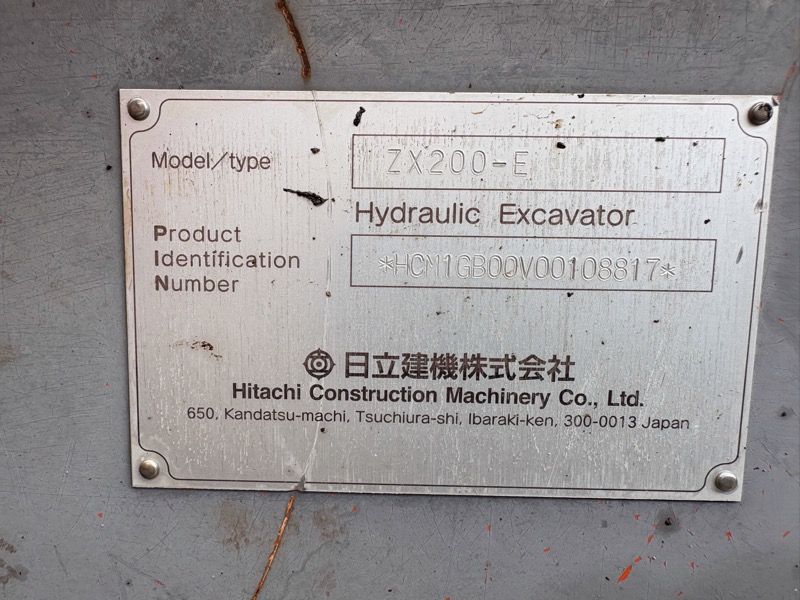 Model/type
ZX200-E
Hydraulic Excavator
Product
Identification
Number
*HCM1GB00V00108817*
日立建機株式会社
Hitachi Construction Machinery Co., Ltd.
650, Kandatsu-machi, Tsuchiura-shi, Ibaraki-ken, 300-0013 Japan